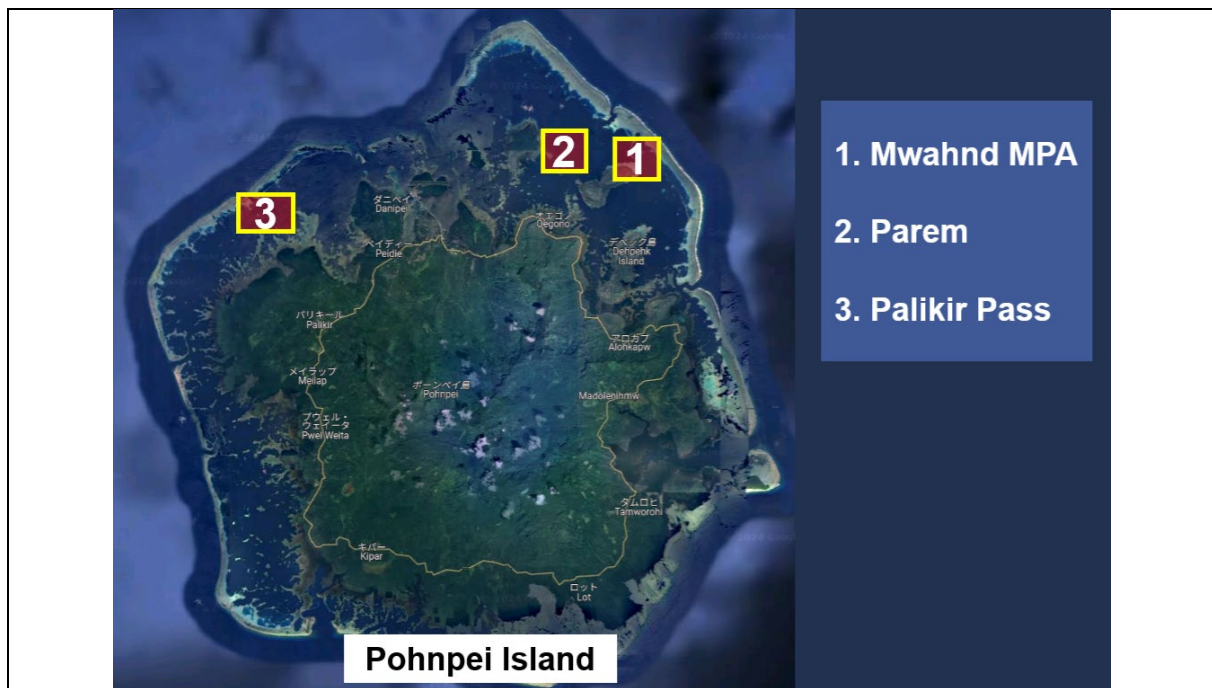 © 2024 Google
2
1
3
ダニペイ
Danipei
オエゴノ
Oegono
ペイディー
Peidie
デペック島
Dehpehk
Island
パリキール
Palikir
アロカプ
Alohkapw
メイラップ
Meilap
ポーンペイ島
Pohnpei
Madolenihmw
プウェル・
ウェイータ
Pwel Weita
タムロヒ
Tamworohi
キパー
Kipar
ロット
Lot
Pohnpei Island
1. Mwahnd MPA
2. Parem
3. Palikir Pass